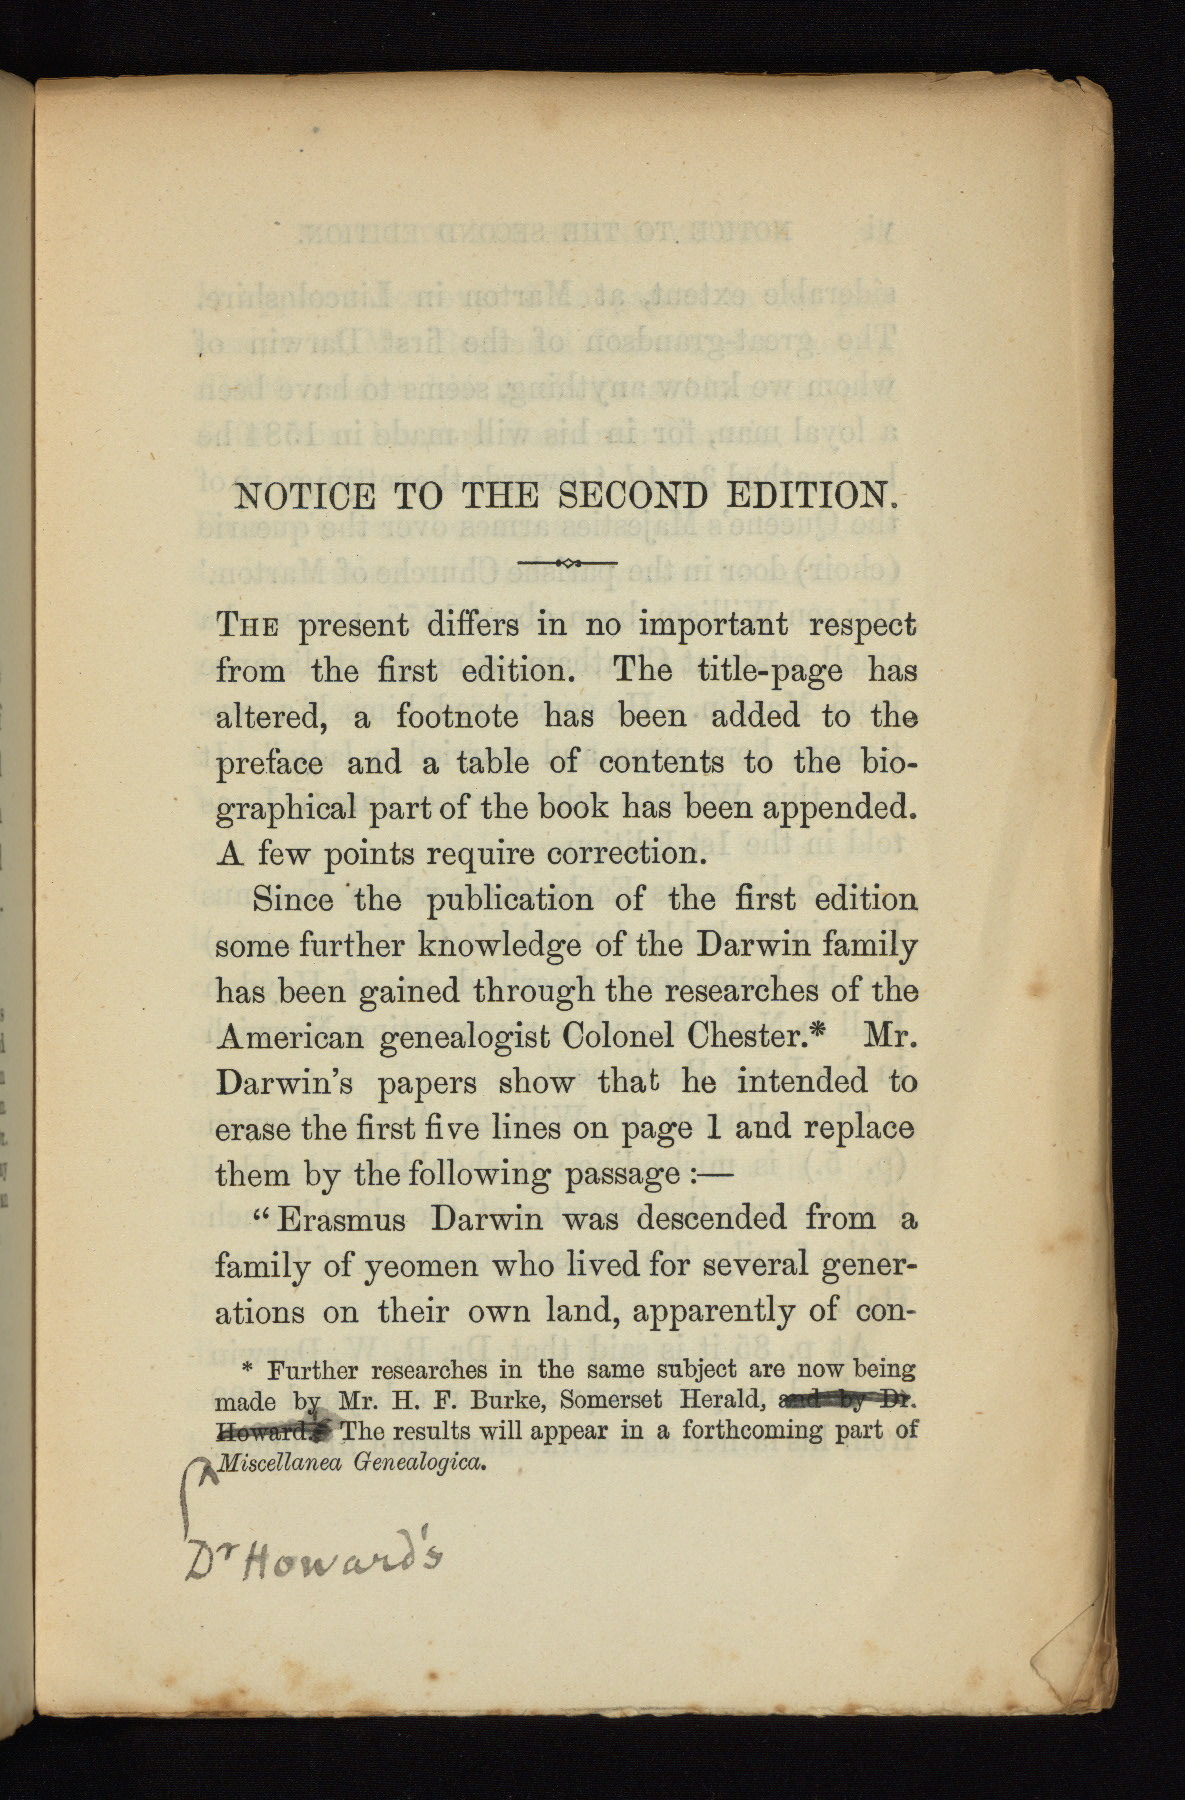 NOTICE TO THE SECOND EDITION.
THE present differs in no important respect
from the first edition. The title-page has
altered, a footnote has been added to the
preface and a table of contents to the bio-
graphical part of the book has been appended.
A few points require correction.
Since the publication of the first edition
some further knowledge of the Darwin family
has been gained through the researches of the
American genealogist Colonel Chester.* Mr.
Darwin's papers show that he intended to
erase the first five lines on page 1 and replace
them by the following passage :—
"Erasmus Darwin was descended from a
family of yeomen who lived for several gener-
ations on their own land, apparently of con-
* Further researches in the same subject are now being
made by Mr. H. F. Burke, Somerset Herald, and by Dr.
Howard. The results will appear in a forthcoming part of
Miscellanea Genealogica.
Dr Howard's